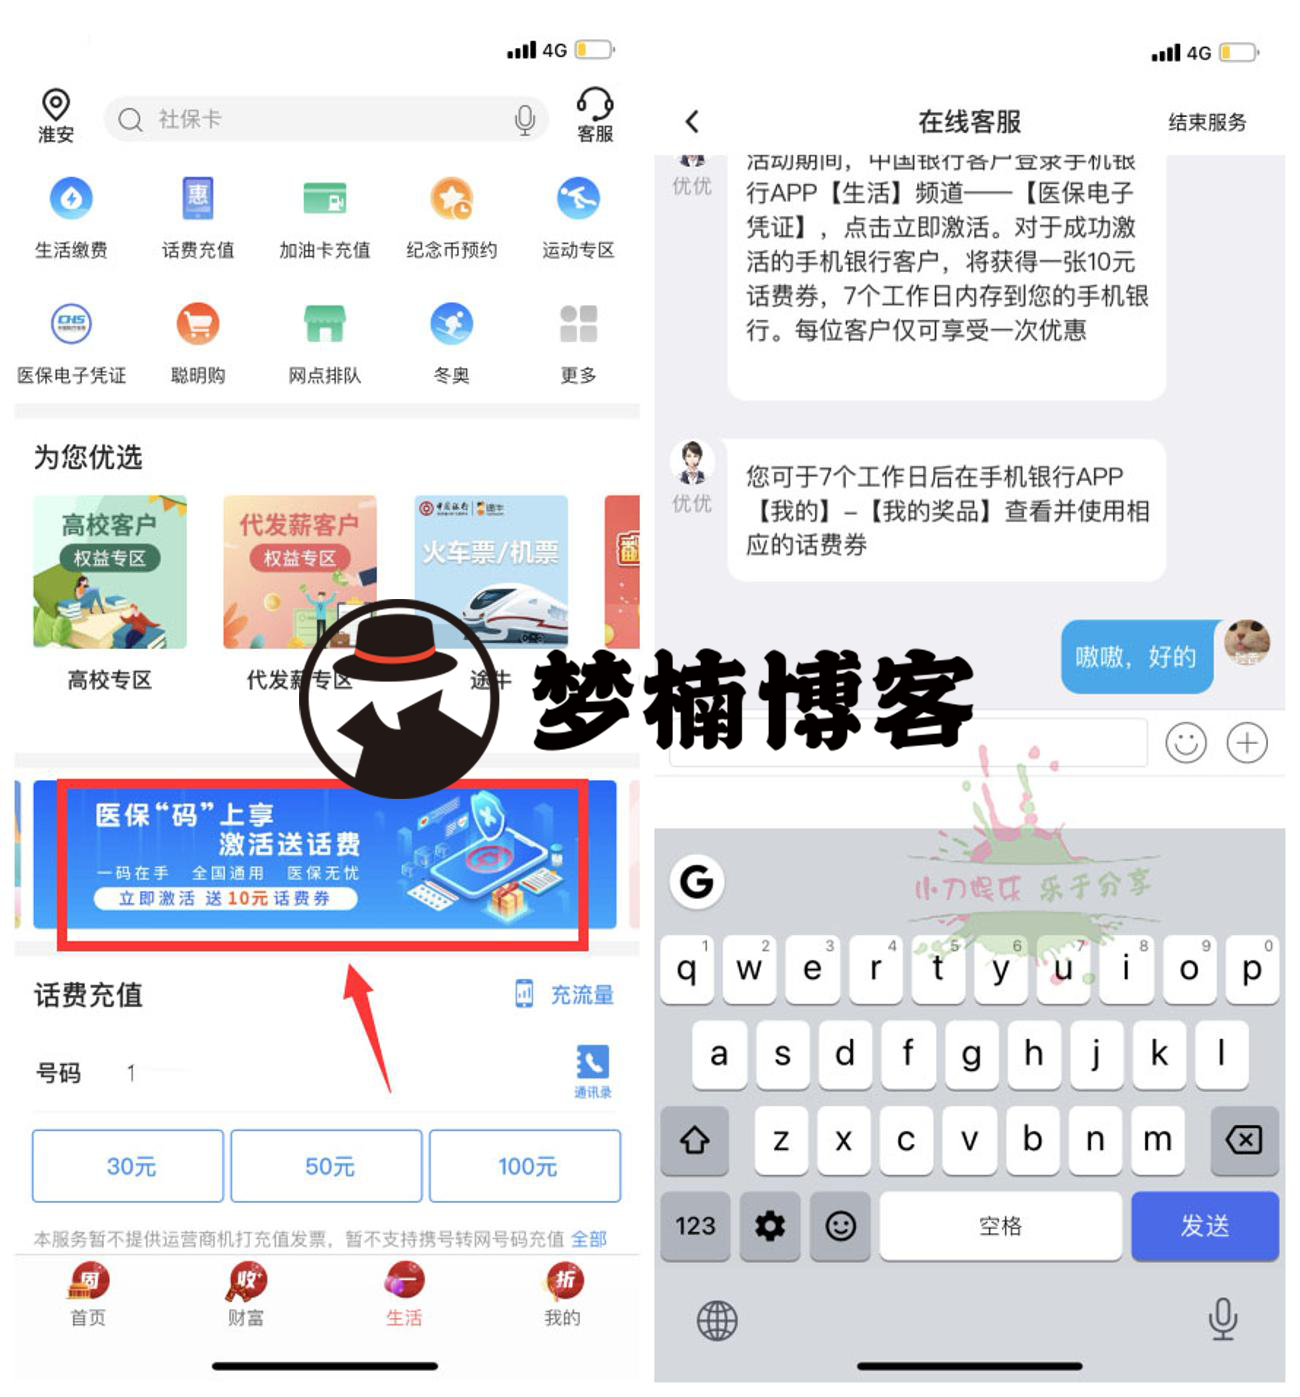 4G
淮安
社保卡
客服
生活缴费
话费充值
加油卡充值
纪念币预约
运动专区
CHS
医保电子凭证
聪明购
网点排队
冬奥
更多
为您优选
高校客户
权益专区
代发薪客户
权益专区
中国银行
途牛
火车票/机票
高校专区
代发薪专区
途牛
医保“码”上享
激活送话费
一码在手 全国通用 医保无忧
立即激活 送10元话费券
话费充值
充流量
号码 1
通讯录
30元
50元
100元
本服务暂不提供运营商机打充值发票，暂不支持携号转网号码充值 全部
首页
财富
生活
我的
梦楠博客
4G
在线客服
结束服务
优优
活动期间，中国银行客户登录手机银
行APP【生活】频道——【医保电子
凭证】，点击立即激活。对于成功激
活的手机银行客户，将获得一张10元
话费券，7个工作日内存到您的手机银
行。每位客户仅可享受一次优惠
优优
您可于7个工作日后在手机银行APP
【我的】-【我的奖品】查看并使用相
应的话费券
嗷嗷，好的
小刀娱乐 乐于分享
G
1 2 3 4 5 6 7 8 9 0
q w e r t y u i o p
a s d f g h j k l
z x c v b n m
123
空格
发送